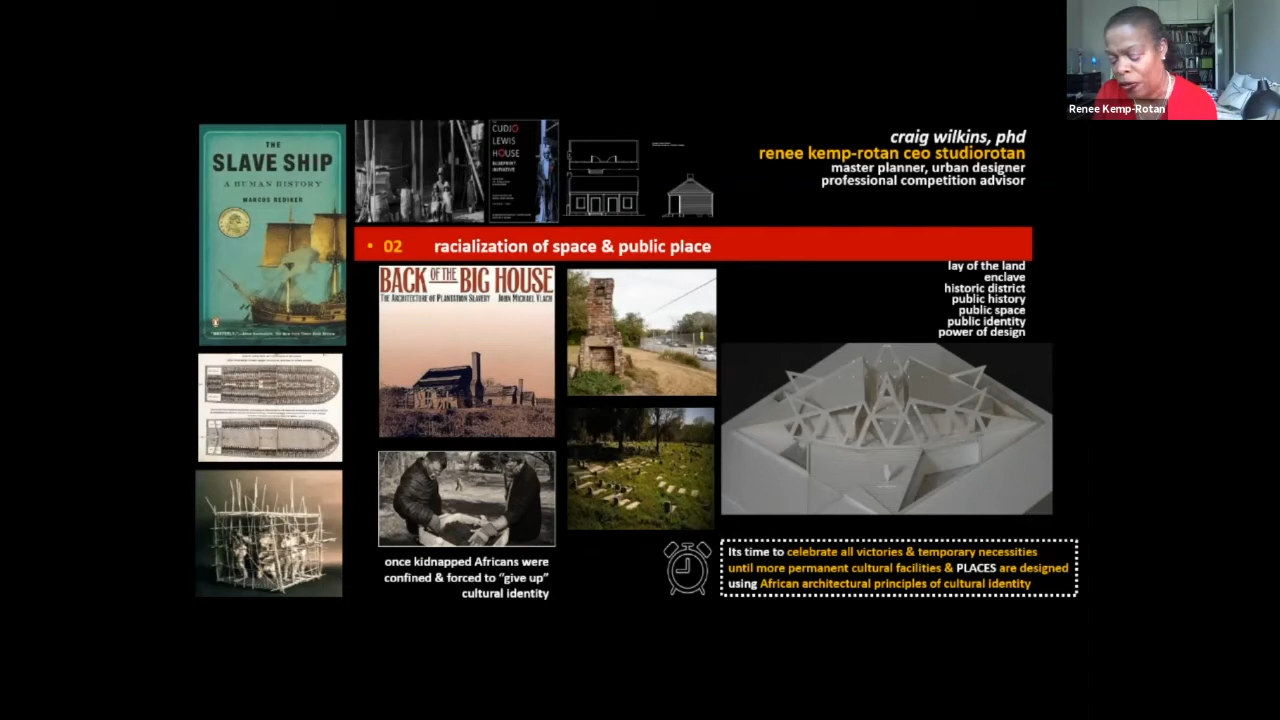 Renee Kemp-Rotan
THE
SLAVE SHIP
A HUMAN HISTORY
MARCUS REDIKER
CUDJO
LEWIS
HOUSE
BLUEPRINT
INITIATIVE
craig wilkins, phd
renee kemp-rotan ceo studiorotan
master planner, urban designer
professional competition advisor
• 02 racialization of space & public place
BACK OF THE BIG HOUSE
THE ARCHITECTURE OF PLANTATION SLAVERY JOHN MICHAEL VLACH
lay of the land
enclave
historic district
public history
public space
public identity
power of design
once kidnapped Africans were
confined & forced to "give up"
cultural identity
Its time to celebrate all victories & temporary necessities
until more permanent cultural facilities & PLACES are designed
using African architectural principles of cultural identity